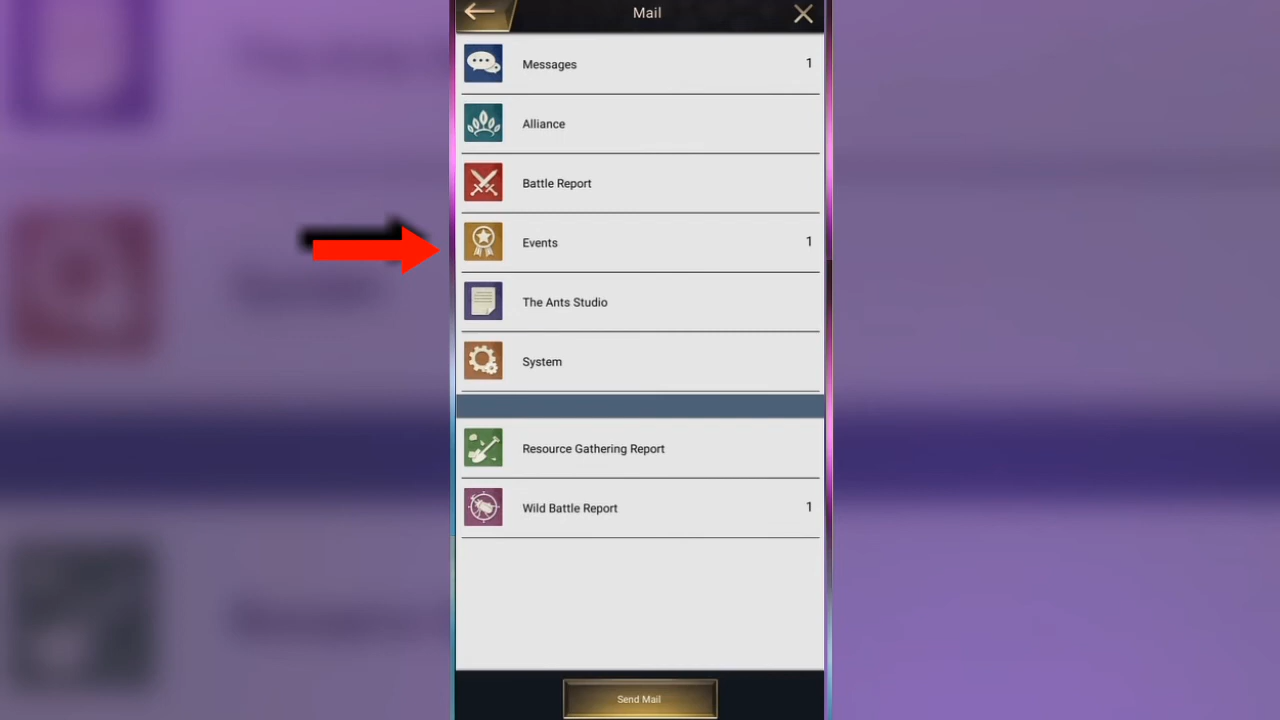 Mail
Messages 1
Alliance
Battle Report
Events 1
The Ants Studio
System
Resource Gathering Report
Wild Battle Report 1
Send Mail